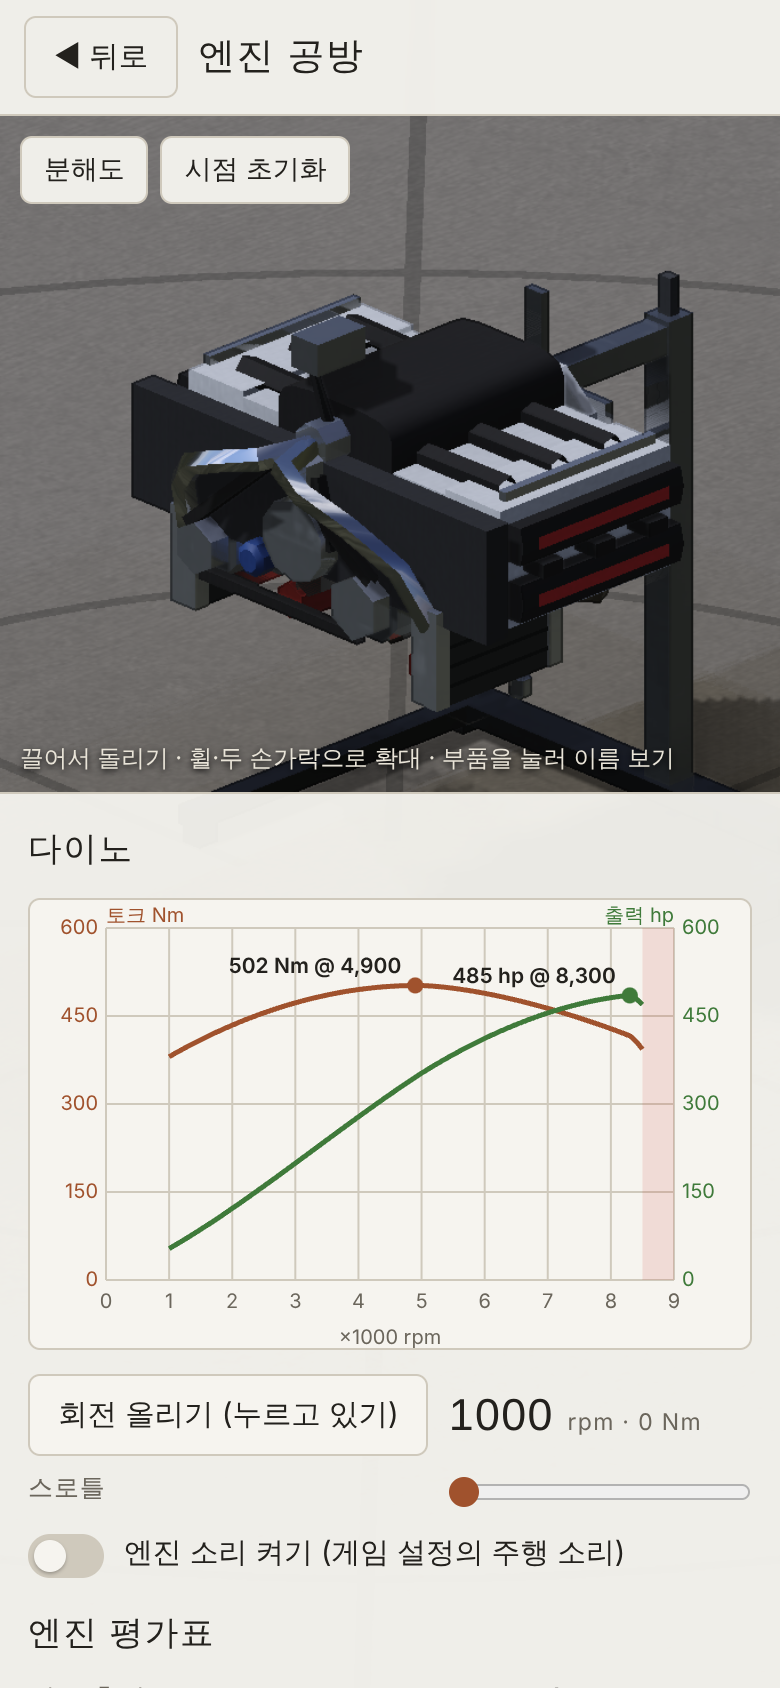 ◀ 뒤로
엔진 공방
분해도
시점 초기화
끌어서 돌리기 · 휠·두 손가락으로 확대 · 부품을 눌러 이름 보기
다이노
토크 Nm
출력 hp
600
600
502 Nm @ 4,900
485 hp @ 8,300
450
450
300
300
150
150
0
0
0 1 2 3 4 5 6 7 8 9
×1000 rpm
회전 올리기 (누르고 있기)
1000 rpm · 0 Nm
스로틀
엔진 소리 켜기 (게임 설정의 주행 소리)
엔진 평가표